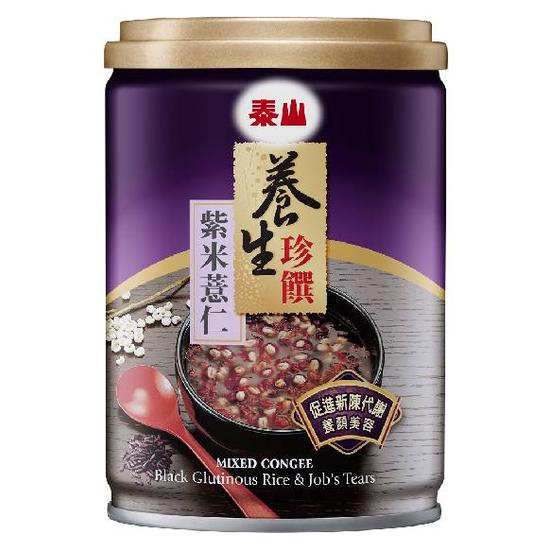 泰山
養生
珍饌
紫米薏仁
促進新陳代謝
養顏美容
MIXED CONGEE
Black Glutinous Rice & Job's Tears